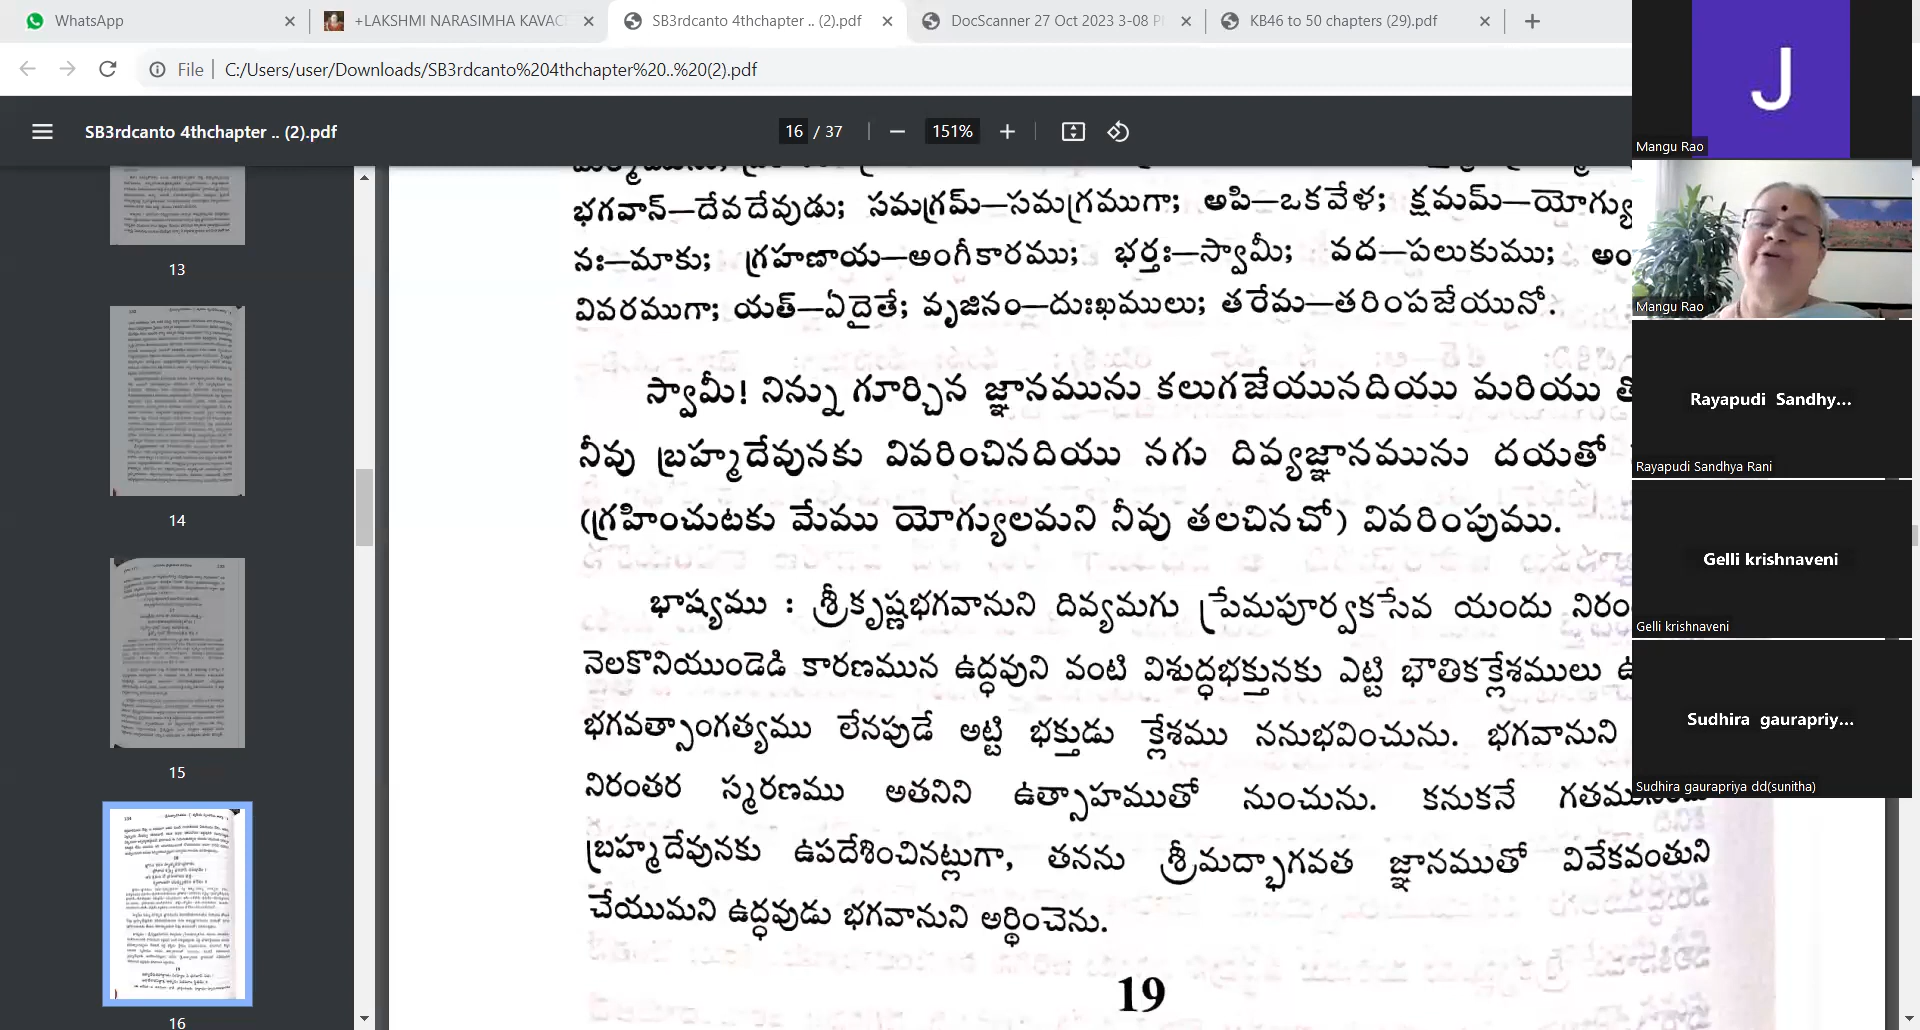 WhatsApp
+LAKSHMI NARASIMHA KAVAC
SB3rdcanto 4thchapter .. (2).pdf
DocScanner 27 Oct 2023 3-08 P
KB46 to 50 chapters (29).pdf
File C:/Users/user/Downloads/SB3rdcanto%204thchapter%20..%20(2).pdf
SB3rdcanto 4thchapter .. (2).pdf
16 / 37
151%
భగవాన్—దేవదేవుడు; సమగ్రమ్—సమగ్రముగా; అపి—ఒకవేళ; క్షమమ్—యోగ్యు
నః—మాకు; గ్రహణాయ—అంగీకారము; భర్తః—స్వామీ; వద—పలుకుము; అం
వివరముగా; యత్—ఏదైతే; వృజినం—దుఃఖములు; తరేమ—తరింపజేయునో.
స్వామీ! నిన్ను గూర్చిన జ్ఞానమును కలుగజేయునదియు మరియు
నీవు బ్రహ్మదేవునకు వివరించినదియు నగు దివ్యజ్ఞానమును దయతో
(గ్రహించుటకు మేము యోగ్యులమని నీవు తలచినచో) వివరింపుము.
భాష్యము : శ్రీకృష్ణభగవానుని దివ్యమగు ప్రేమపూర్వకసేవ యందు నిరం
నెలకొనియుండెడి కారణమున ఉద్ధవుని వంటి విశుద్ధభక్తునకు ఎట్టి భౌతికక్లేశములు
భగవత్సాంగత్యము లేనపుడే అట్టి భక్తుడు క్లేశము ననుభవించును. భగవానుని
నిరంతర స్మరణము అతనిని ఉత్సాహముతో నుంచును. కనుకనే
బ్రహ్మదేవునకు ఉపదేశించినట్లుగా, తనను శ్రీమద్భాగవత జ్ఞానముతో వివేకవంతుని
చేయుమని ఉద్ధవుడు భగవానుని అర్థించెను.
19
13
14
15
16
J
Mangu Rao
Mangu Rao
Rayapudi Sandhy...
Rayapudi Sandhya Rani
Gelli krishnaveni
Gelli krishnaveni
Sudhira gaurapriy...
Sudhira gaurapriya dd(sunitha)